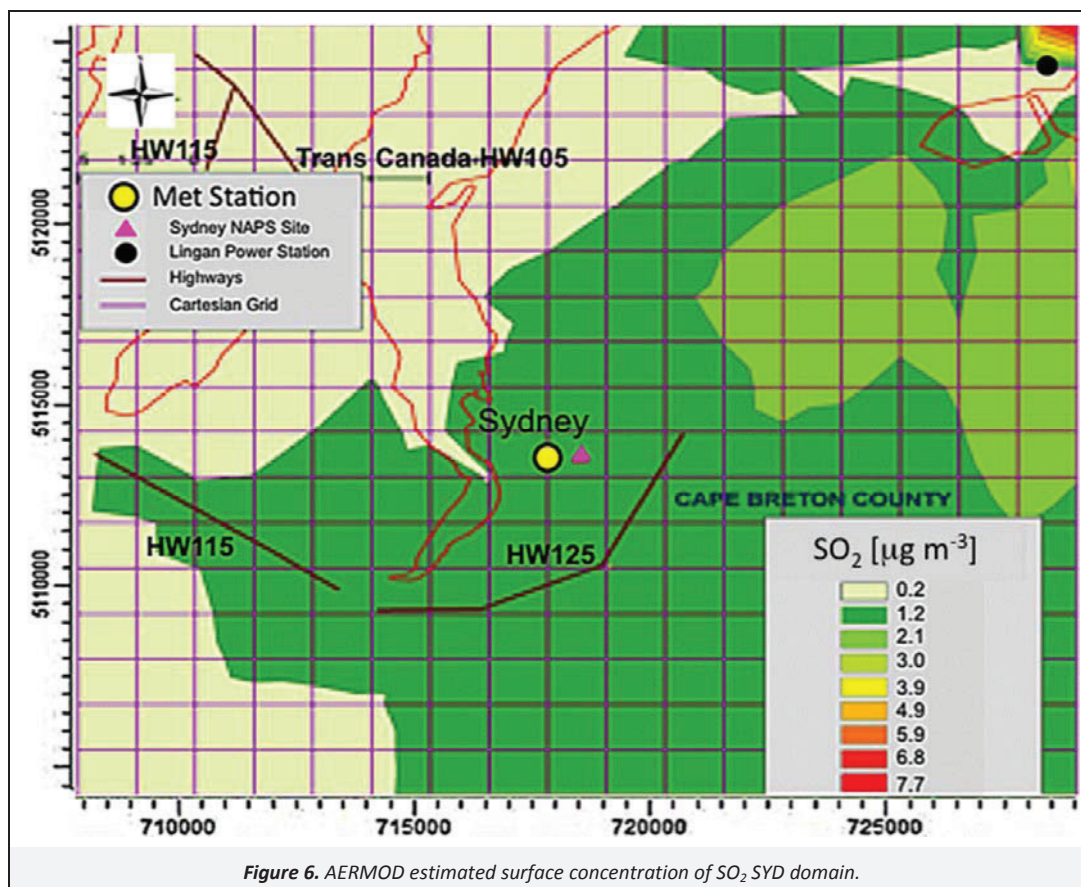 HW115
Trans Canada-HW105
Met Station
Sydney NAPS Site
Lingan Power Station
Highways
Cartesian Grid
5120000
5115000
5110000
Sydney
CAPE BRETON COUNTY
HW115
HW125
SO₂ [µg m⁻³]
0.2
1.2
2.1
3.0
3.9
4.9
5.9
6.8
7.7
710000
715000
720000
725000
Figure 6. AERMOD estimated surface concentration of SO₂ SYD domain.